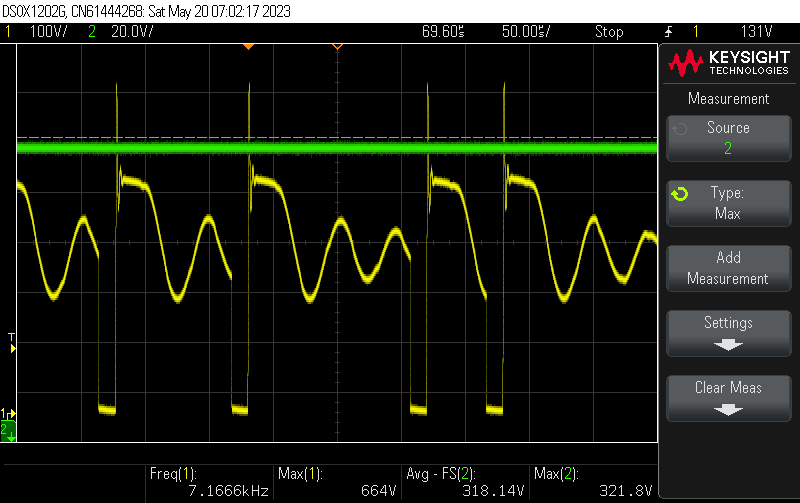 DSOX1202G, CN61444268: Sat May 20 07:02:17 2023
1 100V/ 2 20.0V/ 69.60s 50.00s/ Stop 1 131V
KEYSIGHT
TECHNOLOGIES
Measurement
Source
2
Type:
Max
Add
Measurement
Settings
Clear Meas
T
1
2
Freq(1): Max(1): Avg - FS(2): Max(2):
7.1666kHz 664V 318.14V 321.8V